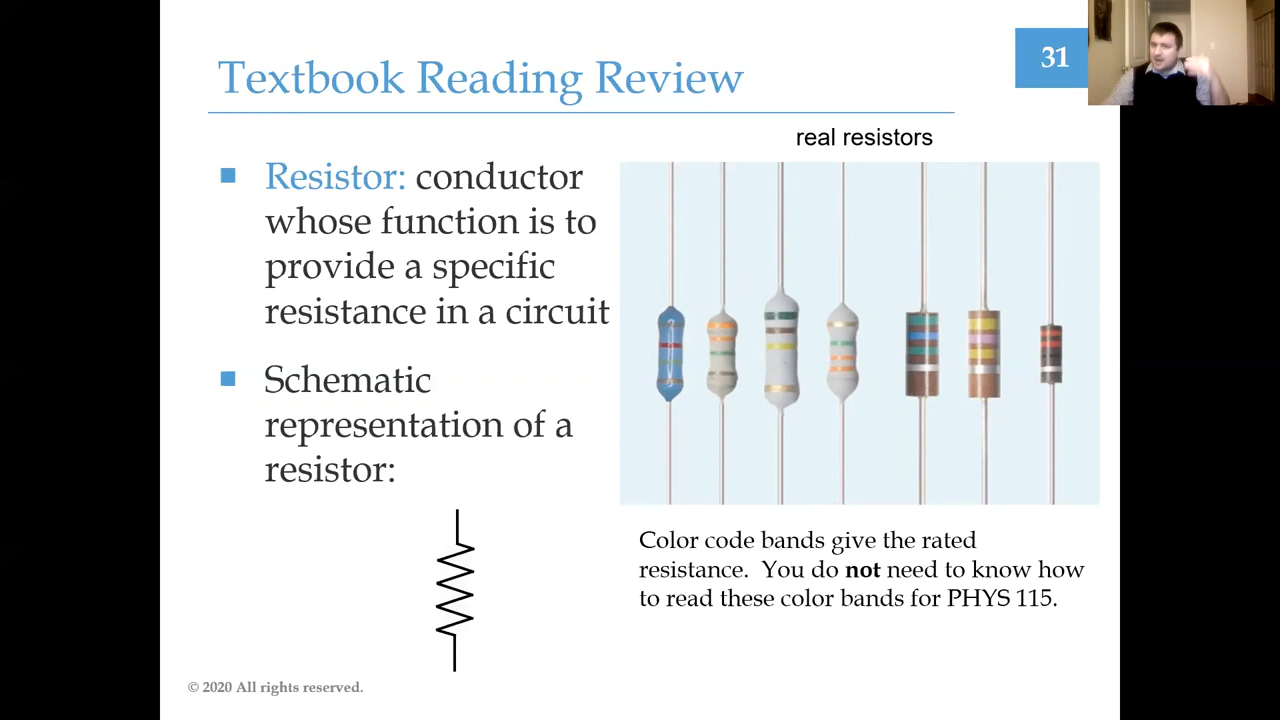 Textbook Reading Review
31
real resistors
■ Resistor: conductor
whose function is to
provide a specific
resistance in a circuit
■ Schematic
representation of a
resistor:
Color code bands give the rated
resistance. You do not need to know how
to read these color bands for PHYS 115.
© 2020 All rights reserved.